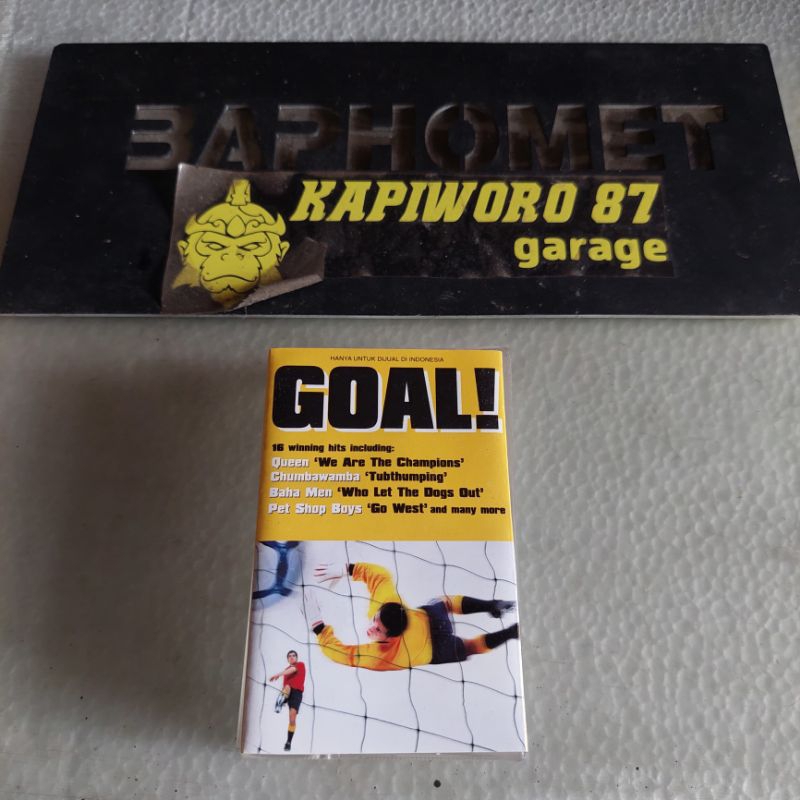 BAPHOMET
KAPIWORO 87
garage
HANYA UNTUK DIJUAL DI INDONESIA
GOAL!
16 winning hits including:
Queen 'We Are The Champions'
Chumbawamba 'Tubthumping'
Baha Men 'Who Let The Dogs Out'
Pet Shop Boys 'Go West' and many more